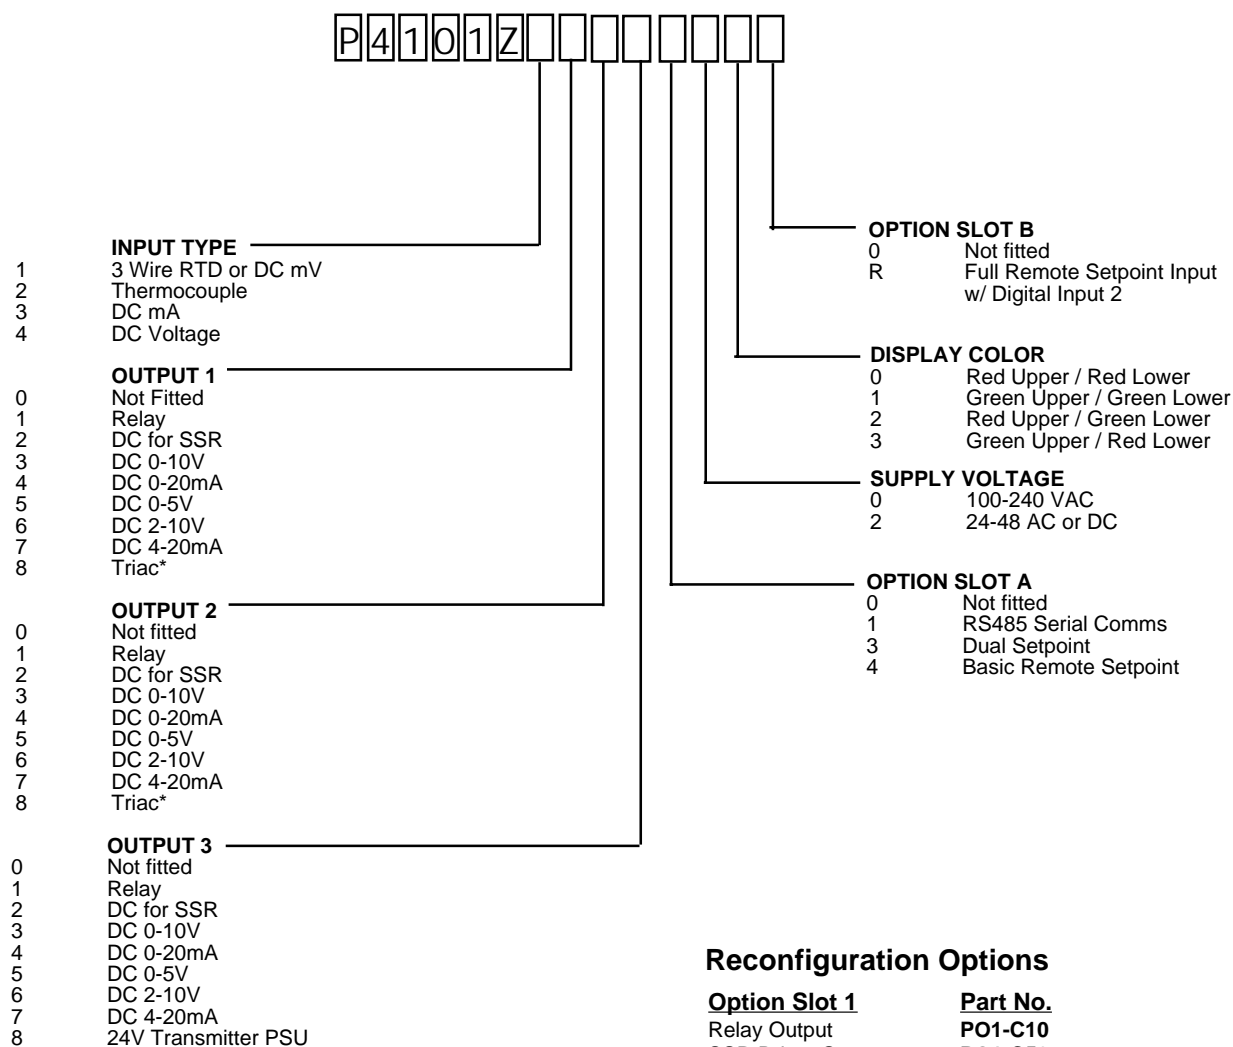 P4101Z
INPUT TYPE
1 3 Wire RTD or DC mV
2 Thermocouple
3 DC mA
4 DC Voltage
OUTPUT 1
0 Not Fitted
1 Relay
2 DC for SSR
3 DC 0-10V
4 DC 0-20mA
5 DC 0-5V
6 DC 2-10V
7 DC 4-20mA
8 Triac*
OUTPUT 2
0 Not fitted
1 Relay
2 DC for SSR
3 DC 0-10V
4 DC 0-20mA
5 DC 0-5V
6 DC 2-10V
7 DC 4-20mA
8 Triac*
OUTPUT 3
0 Not fitted
1 Relay
2 DC for SSR
3 DC 0-10V
4 DC 0-20mA
5 DC 0-5V
6 DC 2-10V
7 DC 4-20mA
8 24V Transmitter PSU
OPTION SLOT B
0 Not fitted
R Full Remote Setpoint Input
w/ Digital Input 2
DISPLAY COLOR
0 Red Upper / Red Lower
1 Green Upper / Green Lower
2 Red Upper / Green Lower
3 Green Upper / Red Lower
SUPPLY VOLTAGE
0 100-240 VAC
2 24-48 AC or DC
OPTION SLOT A
0 Not fitted
1 RS485 Serial Comms
3 Dual Setpoint
4 Basic Remote Setpoint
Reconfiguration Options
Option Slot 1 Part No.
Relay Output PO1-C10